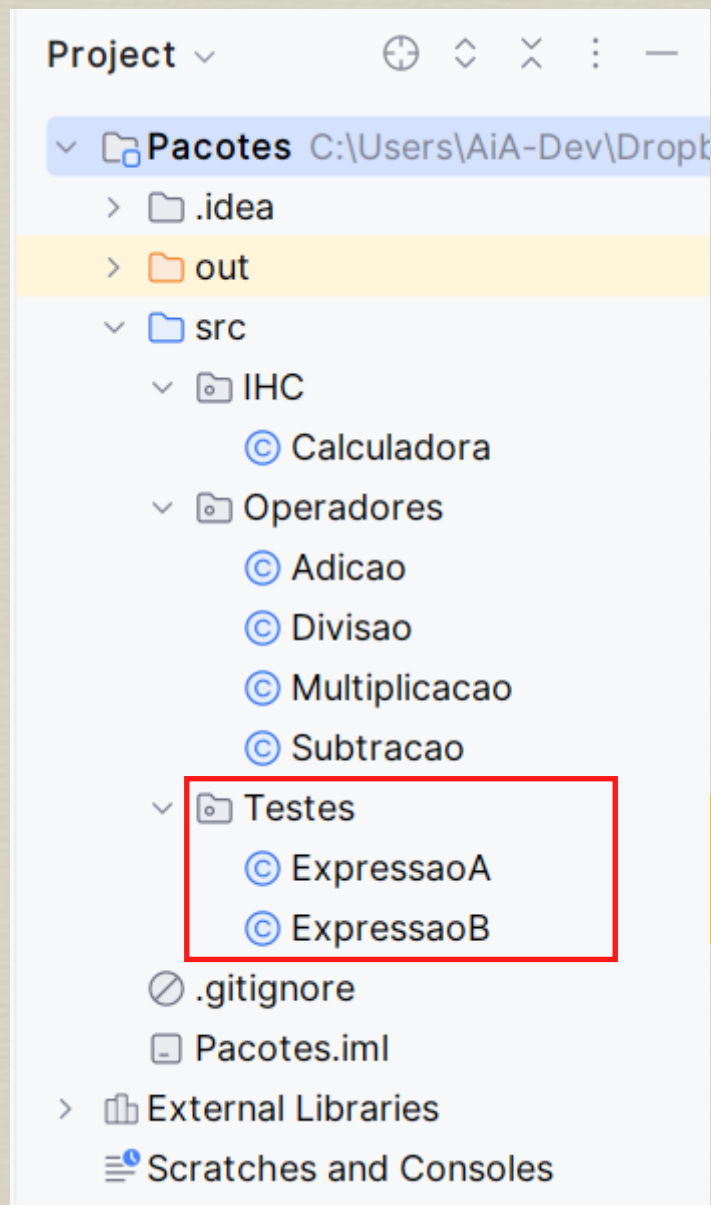 Project
Pacotes C:\Users\AiA-Dev\Dropb
.idea
out
src
IHC
Calculadora
Operadores
Adicao
Divisao
Multiplicacao
Subtracao
Testes
ExpressaoA
ExpressaoB
.gitignore
Pacotes.iml
External Libraries
Scratches and Consoles